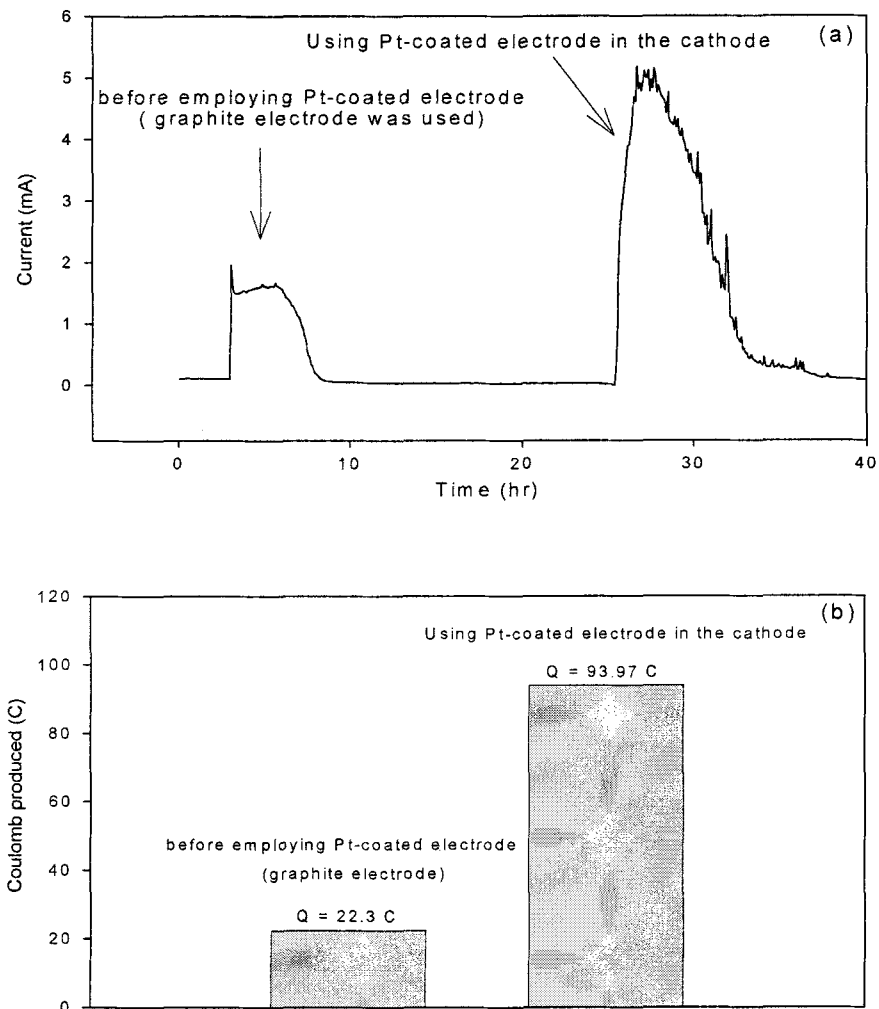 6
(a)
Using Pt-coated electrode in the cathode
5
before employing Pt-coated electrode
( graphite electrode was used)
4
3
2
1
0
Current (mA)
0 10 20 30 40
Time (hr)
120
(b)
Using Pt-coated electrode in the cathode
100
Q = 93.97 C
80
60
before employing Pt-coated electrode
(graphite electrode)
40
Q = 22.3 C
20
0
Coulomb produced (C)